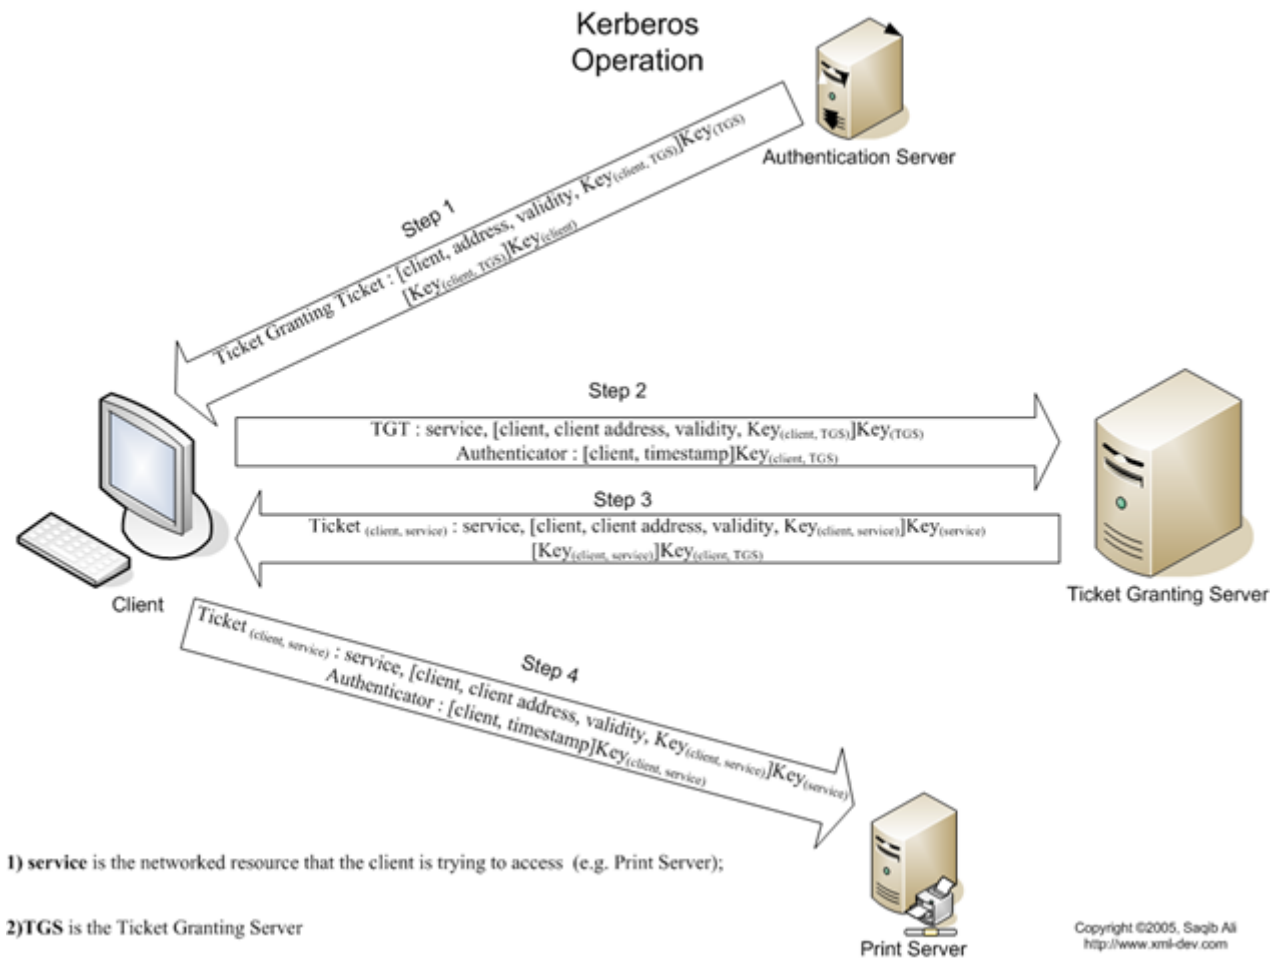 Kerberos
Operation
Authentication Server
Step 1
Ticket Granting Ticket : [client, address, validity, Key(client, TGS)]Key(TGS)
[Key(client, TGS)]Key(client)
Step 2
TGT : service, [client, client address, validity, Key(client, TGS)]Key(TGS)
Authenticator : [client, timestamp]Key(client, TGS)
Step 3
Ticket (client, service) : service, [client, client address, validity, Key(client, service)]Key(service)
[Key(client, service)]Key(client, TGS)
Client
Ticket Granting Server
Step 4
Ticket (client, service) : service, [client, client address, validity, Key(client, service)]Key(service)
Authenticator : [client, timestamp]Key(client, service)
1) service is the networked resource that the client is trying to access (e.g. Print Server);
2)TGS is the Ticket Granting Server
Print Server
Copyright ©2005, Saqib Ali
http://www.xml-dev.com